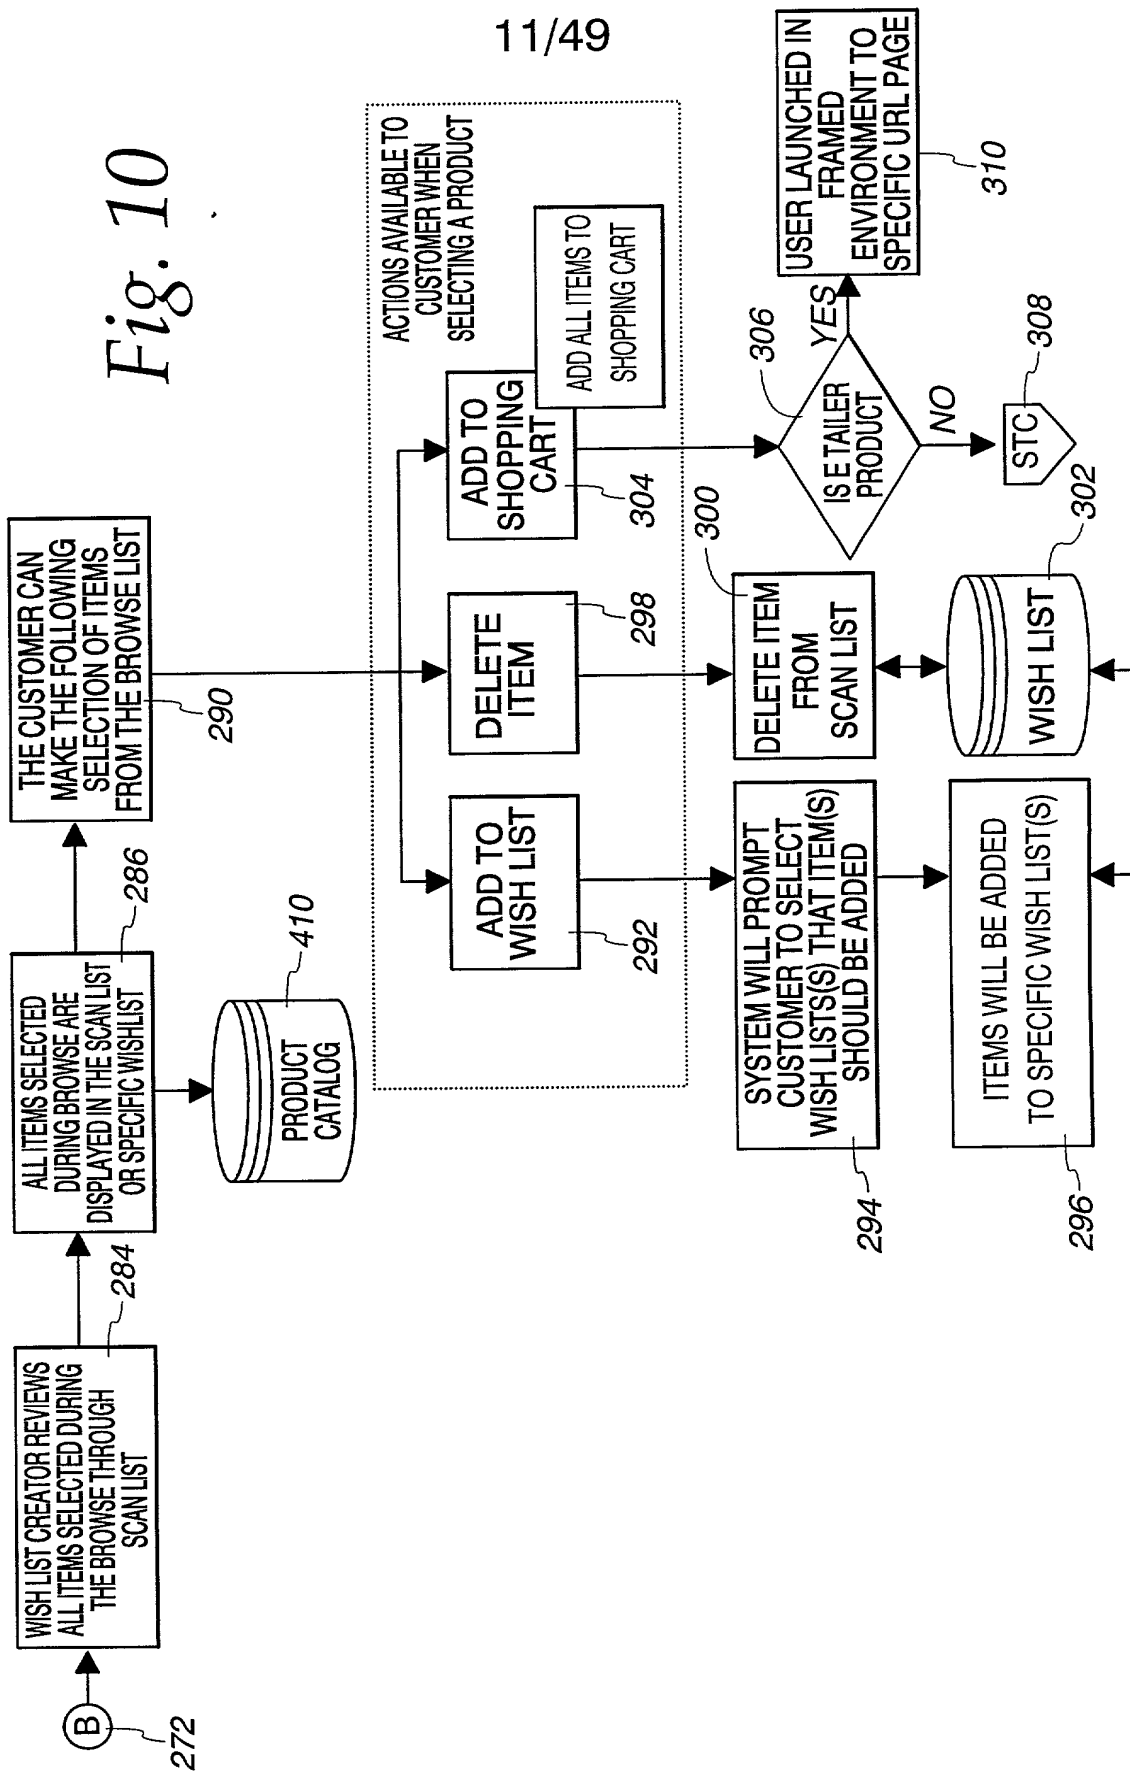 11/49
Fig. 10
B
272
WISH LIST CREATOR REVIEWS
ALL ITEMS SELECTED DURING
THE BROWSE THROUGH
SCAN LIST
284
ALL ITEMS SELECTED
DURING BROWSE ARE
DISPLAYED IN THE SCAN LIST
OR SPECIFIC WISHLIST
286
PRODUCT
CATALOG
410
THE CUSTOMER CAN
MAKE THE FOLLOWING
SELECTION OF ITEMS
FROM THE BROWSE LIST
290
ACTIONS AVAILABLE TO
CUSTOMER WHEN
SELECTING A PRODUCT
ADD TO
WISH LIST
292
DELETE
ITEM
298
ADD TO
SHOPPING
CART
304
ADD ALL ITEMS TO
SHOPPING CART
SYSTEM WILL PROMPT
CUSTOMER TO SELECT
WISH LISTS(S) THAT ITEM(S)
SHOULD BE ADDED
294
DELETE ITEM
FROM
SCAN LIST
300
IS E TAILER
PRODUCT
306
YES
NO
USER LAUNCHED IN
FRAMED
ENVIRONMENT TO
SPECIFIC URL PAGE
310
ITEMS WILL BE ADDED
TO SPECIFIC WISH LIST(S)
296
WISH LIST
302
STC
308